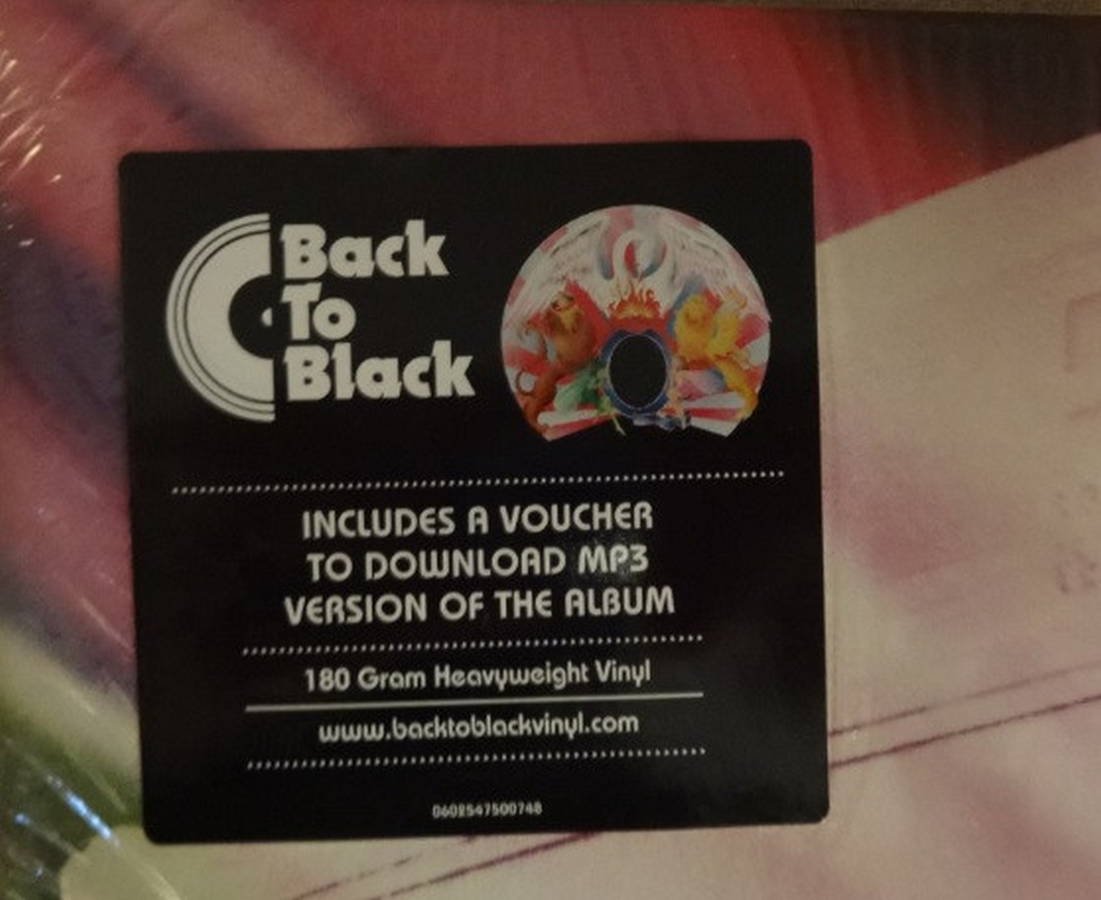 Back
To
Black
INCLUDES A VOUCHER
TO DOWNLOAD MP3
VERSION OF THE ALBUM
180 Gram Heavyweight Vinyl
www.backtoblackvinyl.com
0602547500748